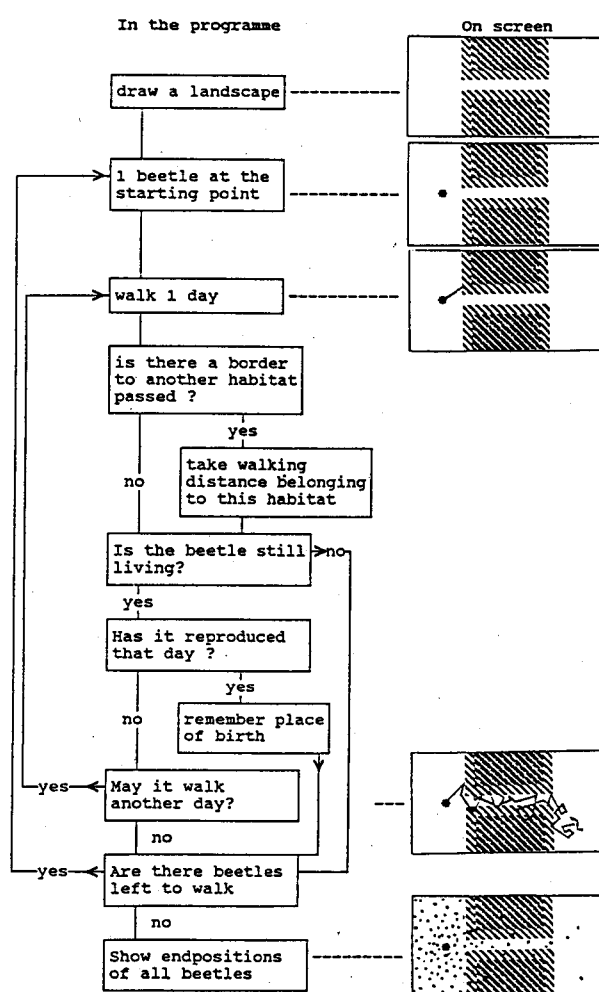 In the programme
On screen
draw a landscape
1 beetle at the
starting point
walk 1 day
is there a border
to another habitat
passed ?
yes
no
take walking
distance belonging
to this habitat
Is the beetle still
living?
no
yes
Has it reproduced
that day ?
yes
no
remember place
of birth
May it walk
another day?
yes
no
Are there beetles
left to walk
yes
no
Show endpositions
of all beetles